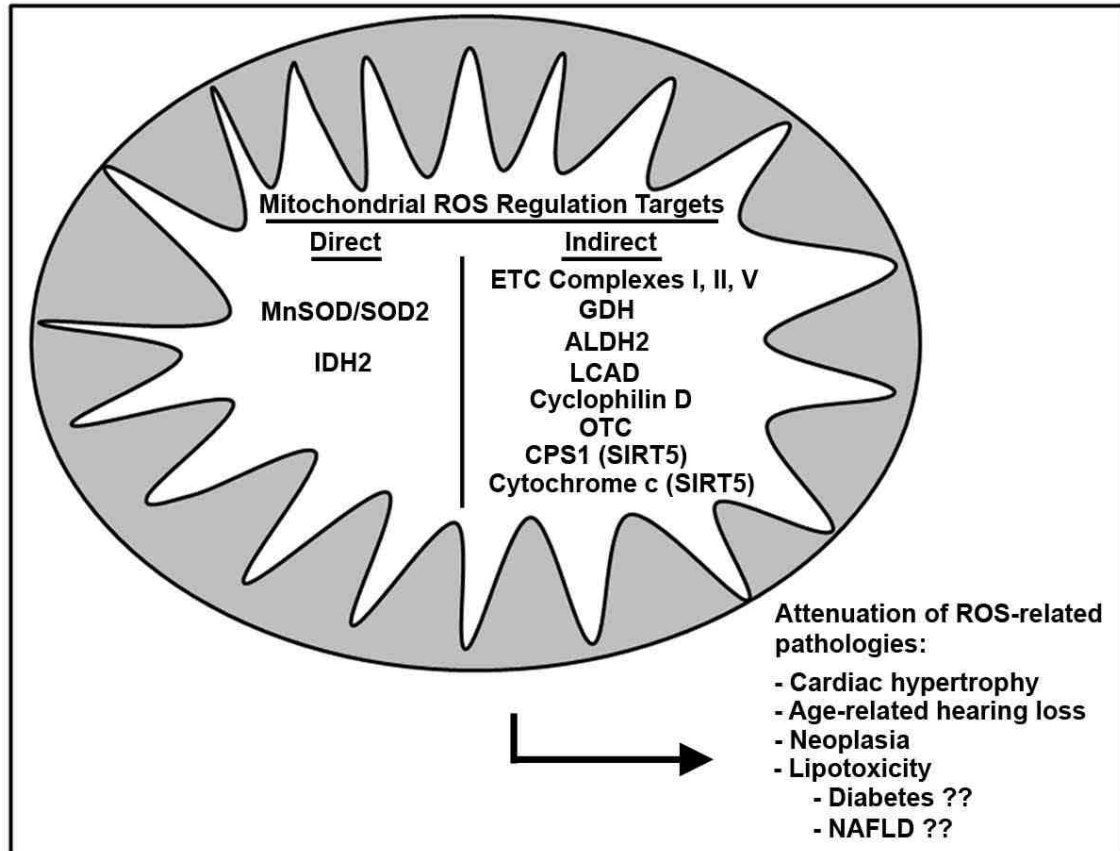 Mitochondrial ROS Regulation Targets
Direct
MnSOD/SOD2
IDH2
Indirect
ETC Complexes I, II, V
GDH
ALDH2
LCAD
Cyclophilin D
OTC
CPS1 (SIRT5)
Cytochrome c (SIRT5)
Attenuation of ROS-related
pathologies:
- Cardiac hypertrophy
- Age-related hearing loss
- Neoplasia
- Lipotoxicity
- Diabetes ??
- NAFLD ??